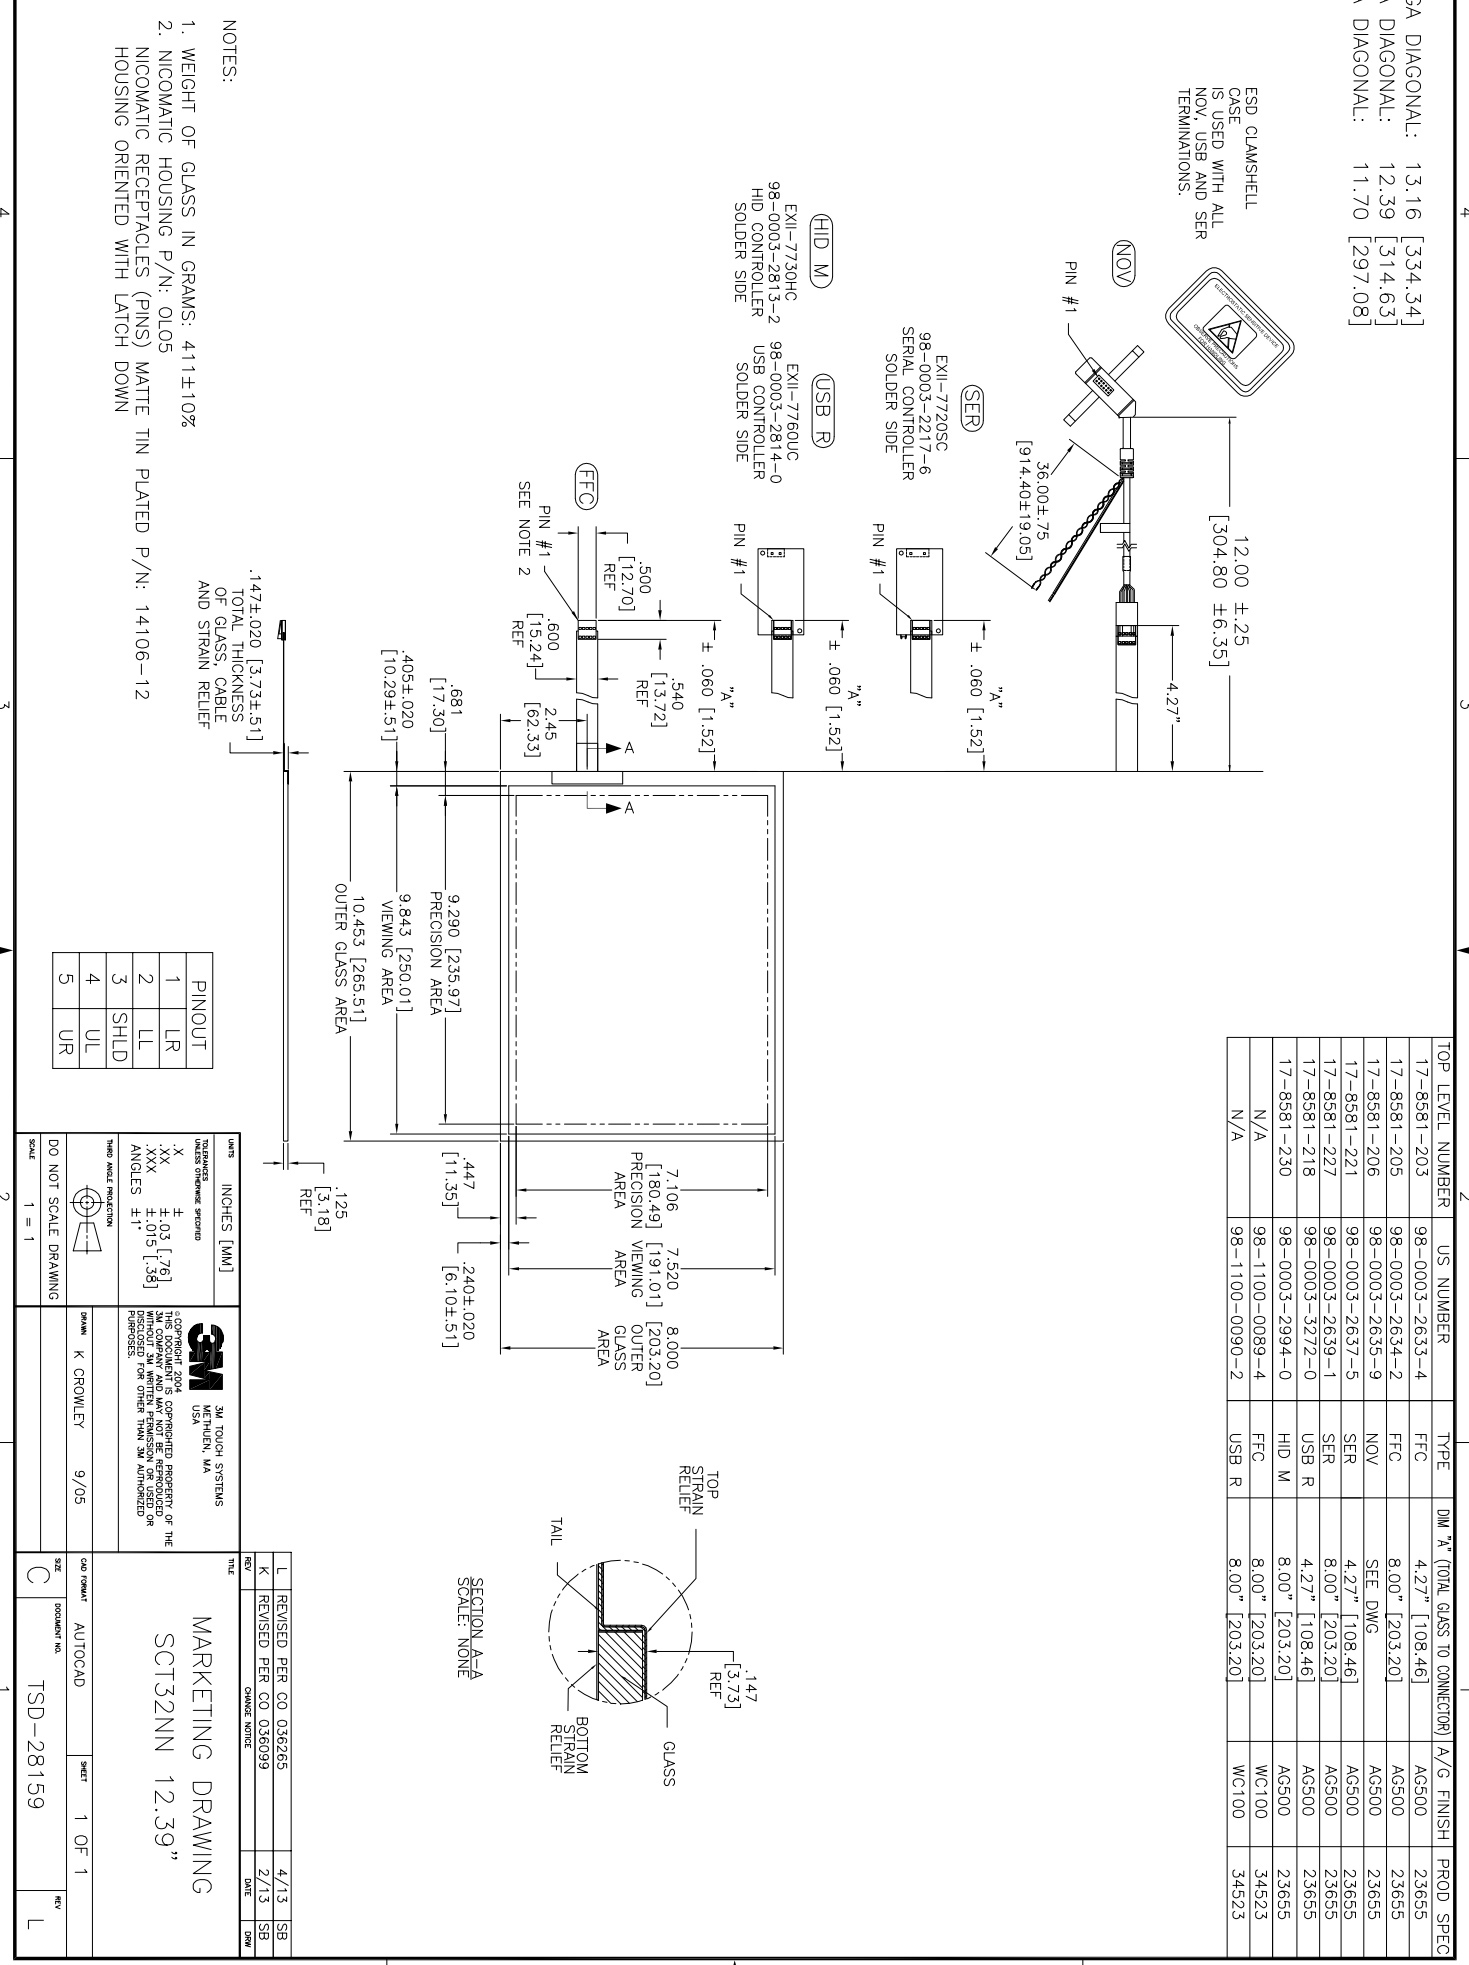 GA DIAGONAL: 13.16 [334.34]
A DIAGONAL: 12.39 [314.63]
A DIAGONAL: 11.70 [297.08]
ESD CLAMSHELL
CASE
IS USED WITH ALL
NOV, USB AND SER
TERMINATIONS.
ELECTROSTATIC SENSITIVE DEVICE
OBSERVE PRECAUTIONS
FOR HANDLING
NOV
PIN #1
12.00 ±.25
[304.80 ±6.35]
4.27"
36.00±.75
[914.40±19.05]
SER
EXII-7720SC
98-0003-2217-6
SERIAL CONTROLLER
SOLDER SIDE
PIN #1
"A"
± .060 [1.52]
HID M
EXII-7730HC
98-0003-2813-2
HID CONTROLLER
SOLDER SIDE
USB R
EXII-7760UC
98-0003-2814-0
USB CONTROLLER
SOLDER SIDE
PIN #1
"A"
± .060 [1.52]
"A"
± .060 [1.52]
FFC
PIN #1
SEE NOTE 2
.500
[12.70]
REF
.540
[13.72]
REF
.600
[15.24]
REF
2.45
[62.33]
A
A
.681
[17.30]
.405±.020
[10.29±.51]
9.290 [235.97]
PRECISION AREA
9.843 [250.01]
VIEWING AREA
10.453 [265.51]
OUTER GLASS AREA
7.106
[180.49]
PRECISION
AREA
7.520
[191.01]
VIEWING
AREA
8.000
[203.20]
OUTER
GLASS
AREA
.447
[11.35]
.240±.020
[6.10±.51]
.147±.020 [3.73±.51]
TOTAL THICKNESS
OF GLASS, CABLE
AND STRAIN RELIEF
.125
[3.18]
REF
NOTES:
1. WEIGHT OF GLASS IN GRAMS: 411±10%
2. NICOMATIC HOUSING P/N: OL05
NICOMATIC RECEPTACLES (PINS) MATTE TIN PLATED P/N: 14106-12
HOUSING ORIENTED WITH LATCH DOWN
PINOUT
1 LR
2 LL
3 SHLD
4 UL
5 UR
TOP LEVEL NUMBER US NUMBER TYPE DIM "A" (TOTAL GLASS TO CONNECTOR) A/G FINISH PROD SPEC
17-8581-203 98-0003-2633-4 FFC 4.27" [108.46] AG500 23655
17-8581-205 98-0003-2634-2 FFC 8.00" [203.20] AG500 23655
17-8581-206 98-0003-2635-9 NOV SEE DWG AG500 23655
17-8581-221 98-0003-2637-5 SER 4.27" [108.46] AG500 23655
17-8581-227 98-0003-2639-1 SER 8.00" [203.20] AG500 23655
17-8581-218 98-0003-3272-0 USB R 4.27" [108.46] AG500 23655
17-8581-230 98-0003-2994-0 HID M 8.00" [203.20] AG500 23655
N/A 98-1100-0089-4 FFC 8.00" [203.20] WC100 34523
N/A 98-1100-0090-2 USB R 8.00" [203.20] WC100 34523
TOP
STRAIN
RELIEF
TAIL
.147
[3.73]
REF
GLASS
BOTTOM
STRAIN
RELIEF
SECTION A-A
SCALE: NONE
L REVISED PER CO 036265 4/13 SB
K REVISED PER CO 036099 2/13 SB
REV CHANGE NOTICE DATE DRW
UNITS INCHES [MM]
TOLERANCES
UNLESS OTHERWISE SPECIFIED
.X ±
.XX ±.03 [.76]
.XXX ±.015 [.38]
ANGLES ±1°
THIRD ANGLE PROJECTION
DO NOT SCALE DRAWING
SCALE 1 = 1
3M
3M TOUCH SYSTEMS
METHUEN, MA
USA
© COPYRIGHT 2004
THIS DOCUMENT IS COPYRIGHTED PROPERTY OF THE
3M COMPANY AND MAY NOT BE REPRODUCED
WITHOUT 3M WRITTEN PERMISSION OR USED OR
DISCLOSED FOR OTHER THAN 3M AUTHORIZED
PURPOSES.
DRAWN K CROWLEY 9/05
TITLE
MARKETING DRAWING
SCT32NN 12.39"
CAD FORMAT AUTOCAD
SHEET 1 OF 1
SIZE C
DOCUMENT NO. TSD-28159
REV L
4
3
2
1
4
3
2